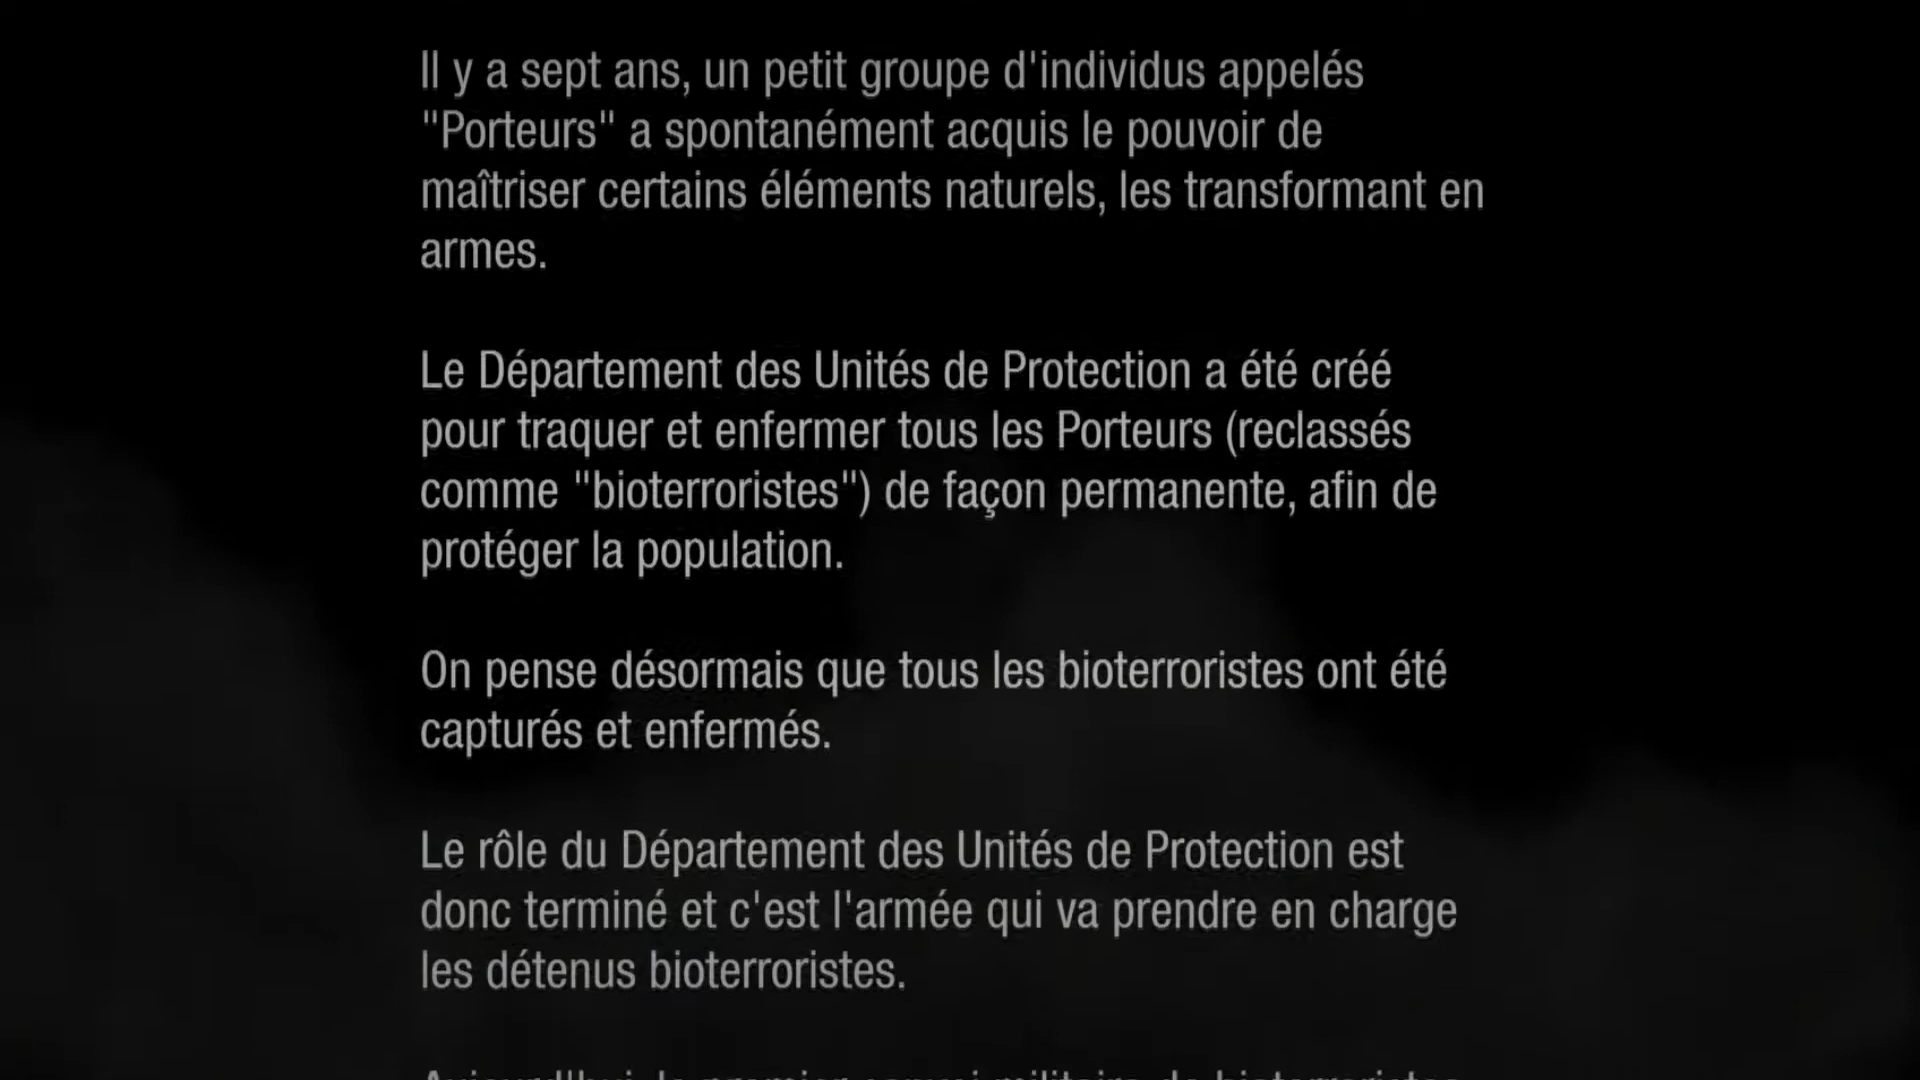 Il y a sept ans, un petit groupe d'individus appelés
"Porteurs" a spontanément acquis le pouvoir de
maîtriser certains éléments naturels, les transformant en
armes.
Le Département des Unités de Protection a été créé
pour traquer et enfermer tous les Porteurs (reclassés
comme "bioterroristes") de façon permanente, afin de
protéger la population.
On pense désormais que tous les bioterroristes ont été
capturés et enfermés.
Le rôle du Département des Unités de Protection est
donc terminé et c'est l'armée qui va prendre en charge
les détenus bioterroristes.